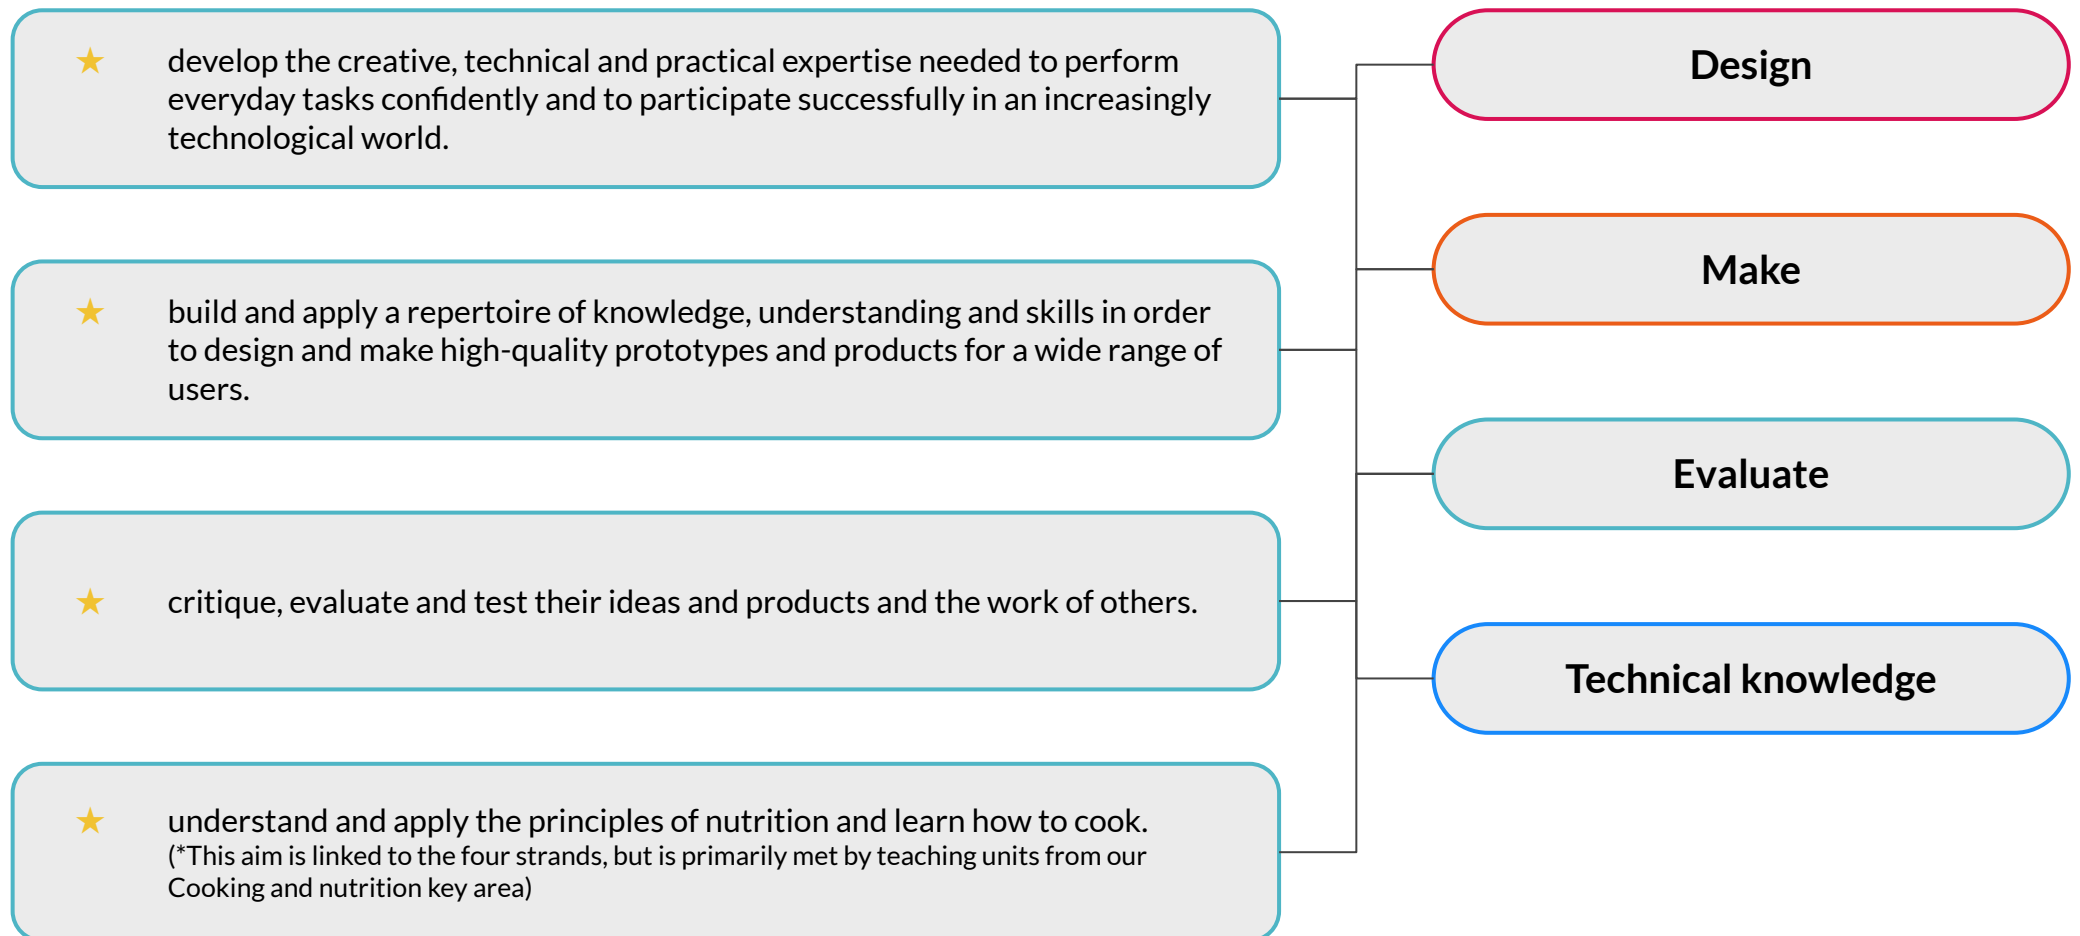 develop the creative, technical and practical expertise needed to perform
everyday tasks confidently and to participate successfully in an increasingly
technological world.
build and apply a repertoire of knowledge, understanding and skills in order
to design and make high-quality prototypes and products for a wide range of
users.
critique, evaluate and test their ideas and products and the work of others.
understand and apply the principles of nutrition and learn how to cook.
(*This aim is linked to the four strands, but is primarily met by teaching units from our
Cooking and nutrition key area)
Design
Make
Evaluate
Technical knowledge